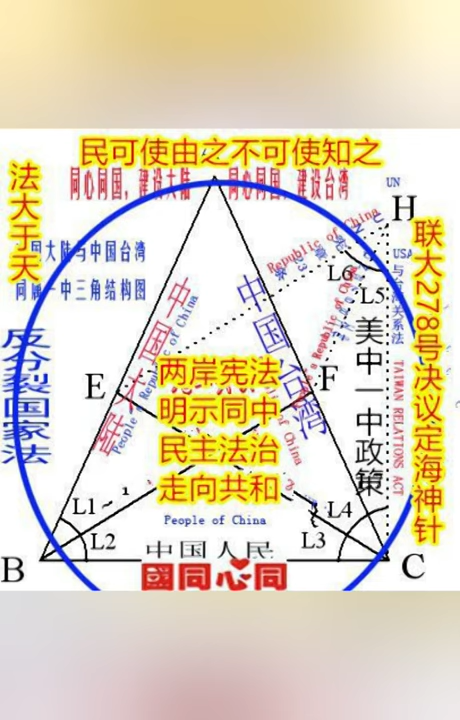 民可使由之不可使知之
法大于天
同心同国，建设大陆
同心同国，建设台湾
UN
H
联大278号决议定海神针
Republic of China
国大陆与中国台湾
同属一中三角结构图
USA
与台湾关系法
TAIWAN RELATIONS ACT
L6
L5
中国大陆
People's Republic of China
中国台湾
美中一中政策
反分裂国家法
E
F
两岸宪法
明示同中
民主法治
走向共和
L1
L2
L3
L4
People of China
B
中国人民
C
國同心同